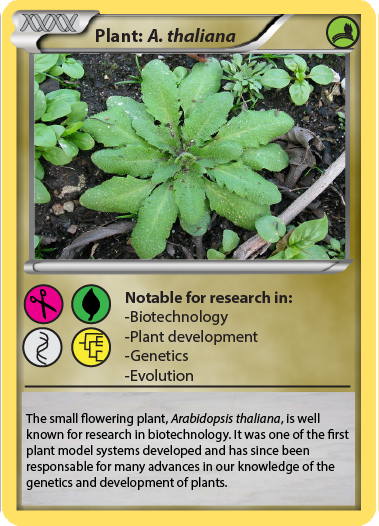 Plant: A. thaliana
Notable for research in:
-Biotechnology
-Plant development
-Genetics
-Evolution
The small flowering plant, Arabidopsis thaliana, is well
known for research in biotechnology. It was one of the first
plant model systems developed and has since been
responsable for many advances in our knowledge of the
genetics and development of plants.